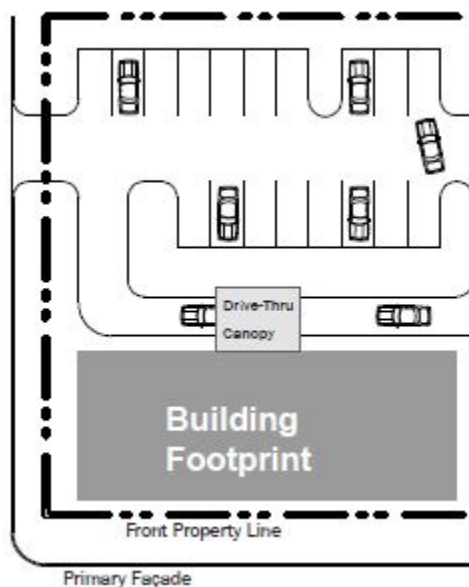 Drive-Thru
Canopy
Building
Footprint
Front Property Line
Primary Façade